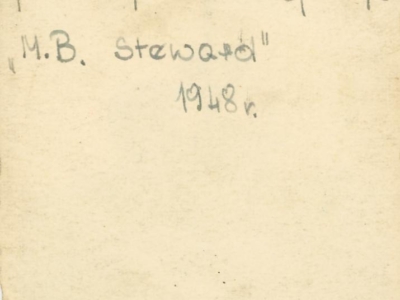 „M.B. Steward"
1948 r.